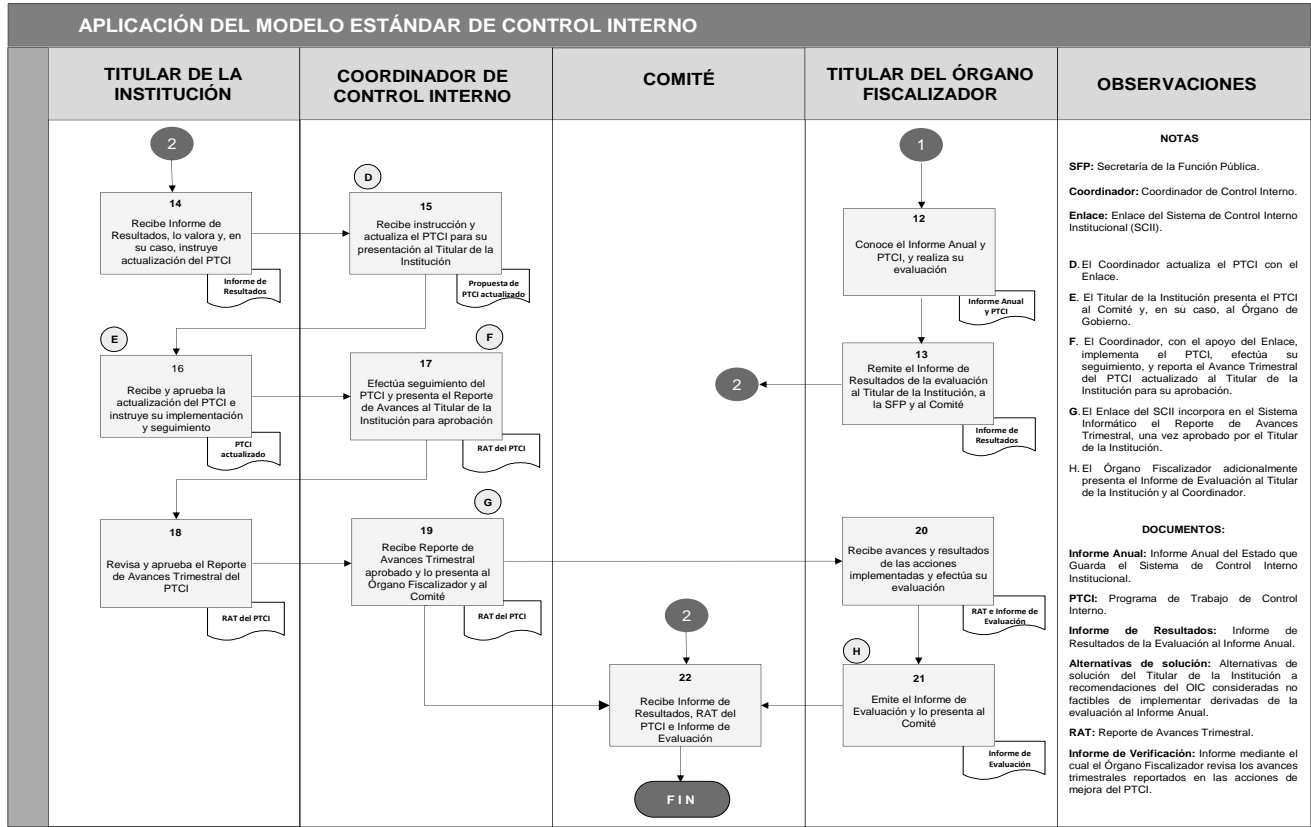 APLICACIÓN DEL MODELO ESTÁNDAR DE CONTROL INTERNO
TITULAR DE LA
INSTITUCIÓN
COORDINADOR DE
CONTROL INTERNO
COMITÉ
TITULAR DEL ÓRGANO
FISCALIZADOR
OBSERVACIONES
2
14
Recibe Informe de
Resultados, lo valora y, en
su caso, instruye
actualización del PTCI
Informe de
Resultados
E
16
Recibe y aprueba la
actualización del PTCI e
instruye su implementación
y seguimiento
PTCI
actualizado
18
Revisa y aprueba el Reporte
de Avances Trimestral del
PTCI
RAT del PTCI
D
15
Recibe instrucción y
actualiza el PTCI para su
presentación al Titular de la
Institución
Propuesta de
PTCI actualizado
F
17
Efectúa seguimiento del
PTCI y presenta el Reporte
de Avances al Titular de la
Institución para aprobación
RAT del PTCI
G
19
Recibe Reporte de
Avances Trimestral
aprobado y lo presenta al
Órgano Fiscalizador y al
Comité
RAT del PTCI
2
2
22
Recibe Informe de
Resultados, RAT del
PTCI e Informe de
Evaluación
FIN
1
12
Conoce el Informe Anual y
PTCI, y realiza su
evaluación
Informe Anual
y PTCI
13
Remite el Informe de
Resultados de la evaluación
al Titular de la Institución, a
la SFP y al Comité
Informe de
Resultados
20
Recibe avances y resultados
de las acciones
implementadas y efectúa su
evaluación
RAT e Informe de
Evaluación
H
21
Emite el Informe de
Evaluación y lo presenta al
Comité
Informe de
Evaluación
NOTAS
SFP: Secretaría de la Función Pública.
Coordinador: Coordinador de Control Interno.
Enlace: Enlace del Sistema de Control Interno
Institucional (SCII).
D. El Coordinador actualiza el PTCI con el
Enlace.
E. El Titular de la Institución presenta el PTCI
al Comité y, en su caso, al Órgano de
Gobierno.
F. El Coordinador, con el apoyo del Enlace,
implementa el PTCI, efectúa su
seguimiento, y reporta el Avance Trimestral
del PTCI actualizado al Titular de la
Institución para su aprobación.
G. El Enlace del SCII incorpora en el Sistema
Informático el Reporte de Avances
Trimestral, una vez aprobado por el Titular
de la Institución.
H. El Órgano Fiscalizador adicionalmente
presenta el Informe de Evaluación al Titular
de la Institución y al Coordinador.
DOCUMENTOS:
Informe Anual: Informe Anual del Estado que
Guarda el Sistema de Control Interno
Institucional.
PTCI: Programa de Trabajo de Control
Interno.
Informe de Resultados: Informe de
Resultados de la Evaluación al Informe Anual.
Alternativas de solución: Alternativas de
solución del Titular de la Institución a
recomendaciones del OIC consideradas no
factibles de implementar derivadas de la
evaluación al Informe Anual.
RAT: Reporte de Avances Trimestral.
Informe de Verificación: Informe mediante el
cual el Órgano Fiscalizador revisa los avances
trimestrales reportados en las acciones de
mejora del PTCI.